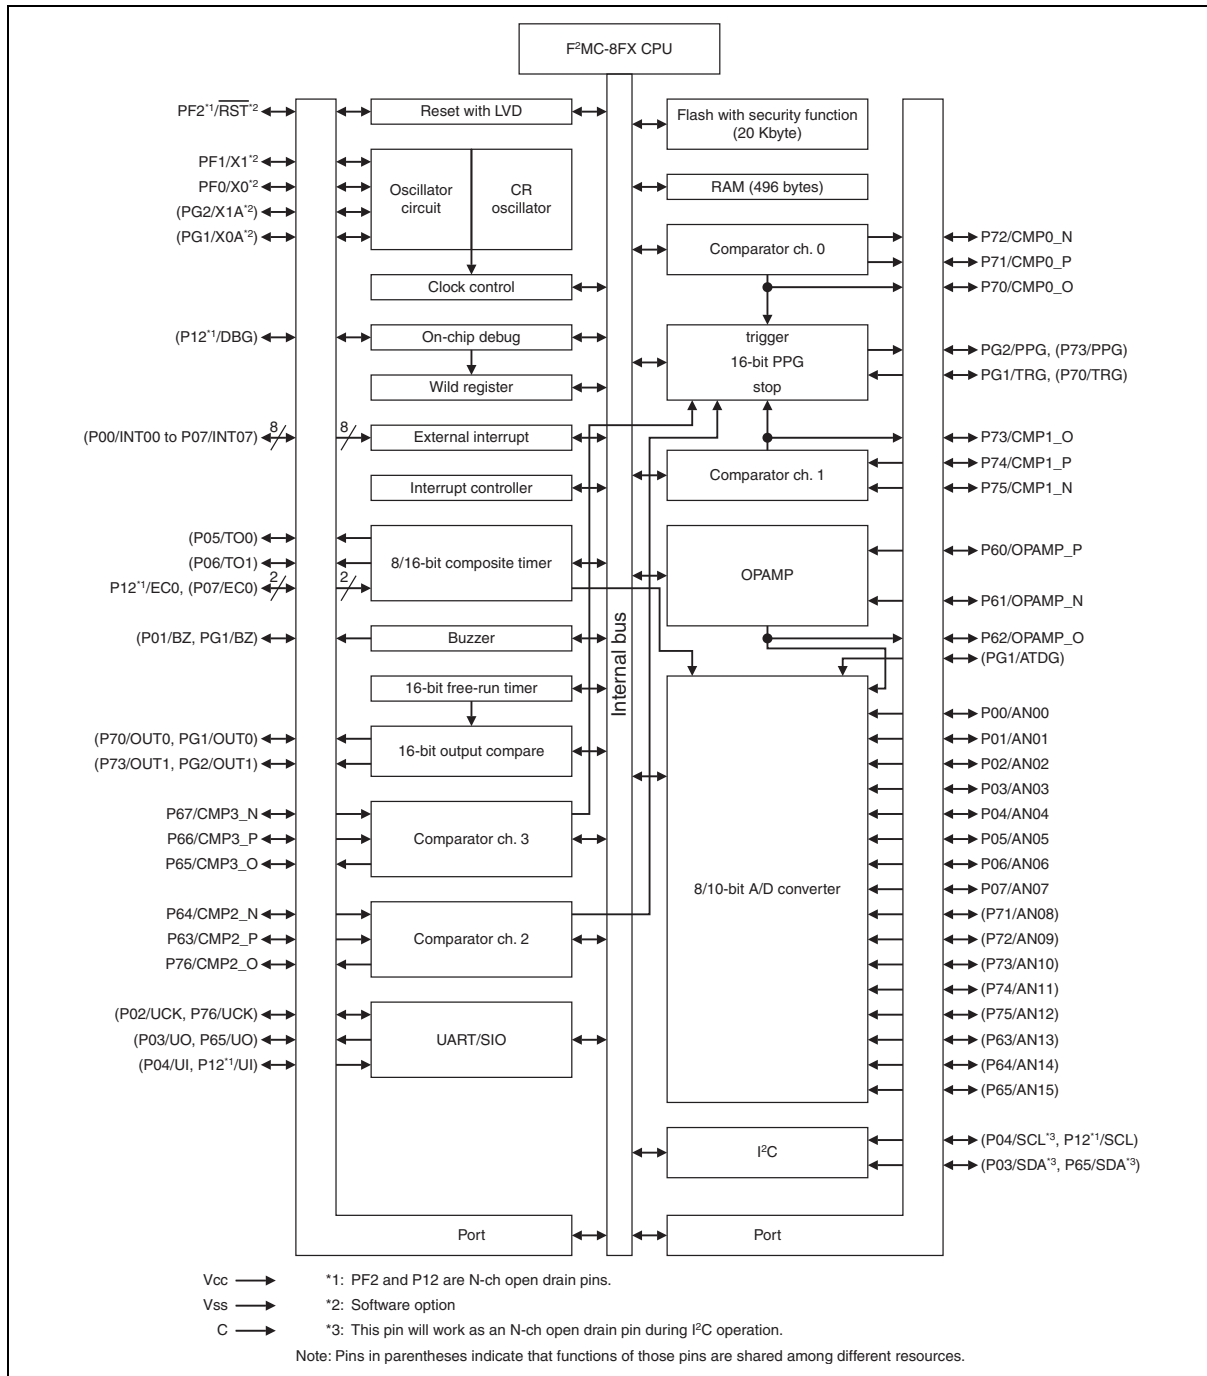 F²MC-8FX CPU
PF2*1/RST*2
Reset with LVD
Flash with security function
(20 Kbyte)
PF1/X1*2
PF0/X0*2
(PG2/X1A*2)
(PG1/X0A*2)
Oscillator
circuit
CR
oscillator
RAM (496 bytes)
Comparator ch. 0
P72/CMP0_N
P71/CMP0_P
P70/CMP0_O
Clock control
(P12*1/DBG)
On-chip debug
Wild register
trigger
16-bit PPG
stop
PG2/PPG, (P73/PPG)
PG1/TRG, (P70/TRG)
(P00/INT00 to P07/INT07)
8
8
External interrupt
Interrupt controller
Comparator ch. 1
P73/CMP1_O
P74/CMP1_P
P75/CMP1_N
(P05/TO0)
(P06/TO1)
P12*1/EC0, (P07/EC0)
2
2
8/16-bit composite timer
OPAMP
P60/OPAMP_P
P61/OPAMP_N
P62/OPAMP_O
(PG1/ATDG)
(P01/BZ, PG1/BZ)
Buzzer
Internal bus
16-bit free-run timer
(P70/OUT0, PG1/OUT0)
(P73/OUT1, PG2/OUT1)
16-bit output compare
P67/CMP3_N
P66/CMP3_P
P65/CMP3_O
Comparator ch. 3
P64/CMP2_N
P63/CMP2_P
P76/CMP2_O
Comparator ch. 2
(P02/UCK, P76/UCK)
(P03/UO, P65/UO)
(P04/UI, P12*1/UI)
UART/SIO
8/10-bit A/D converter
P00/AN00
P01/AN01
P02/AN02
P03/AN03
P04/AN04
P05/AN05
P06/AN06
P07/AN07
(P71/AN08)
(P72/AN09)
(P73/AN10)
(P74/AN11)
(P75/AN12)
(P63/AN13)
(P64/AN14)
(P65/AN15)
I²C
(P04/SCL*3, P12*1/SCL)
(P03/SDA*3, P65/SDA*3)
Port
Port
Vcc
Vss
C
*1: PF2 and P12 are N-ch open drain pins.
*2: Software option
*3: This pin will work as an N-ch open drain pin during I²C operation.
Note: Pins in parentheses indicate that functions of those pins are shared among different resources.